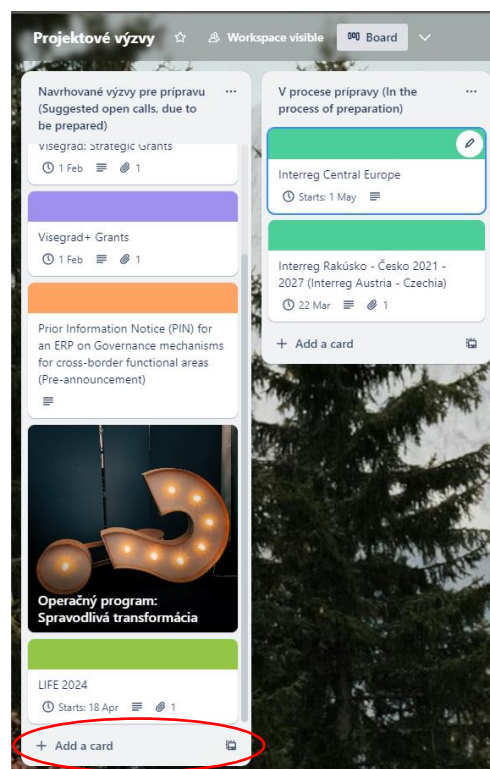 Projektové výzvy
Workspace visible
Board
Navrhované výzvy pre prípravu
(Suggested open calls, due to
be prepared)
Visegrad: Strategic Grants
1 Feb
1
Visegrad+ Grants
1 Feb
1
Prior Information Notice (PIN) for
an ERP on Governance mechanisms
for cross-border functional areas
(Pre-announcement)
Operačný program:
Spravodlivá transformácia
LIFE 2024
Starts: 18 Apr
1
+ Add a card
V procese prípravy (In the
process of preparation)
Interreg Central Europe
Starts: 1 May
Interreg Rakúsko - Česko 2021 -
2027 (Interreg Austria - Czechia)
22 Mar
1
+ Add a card